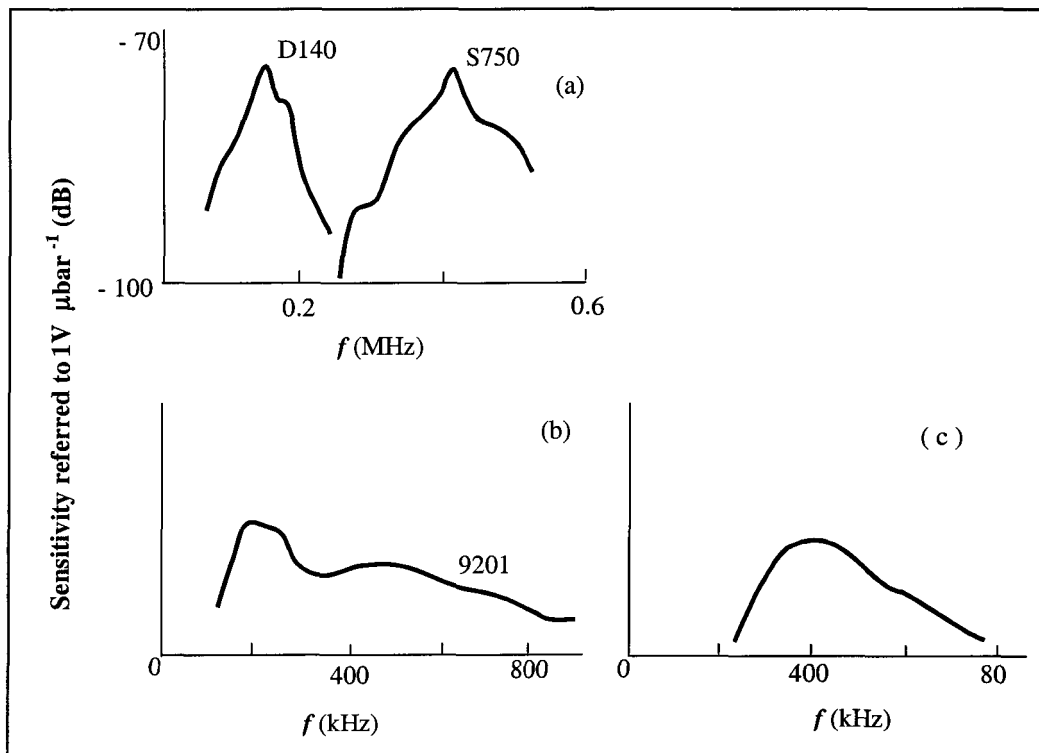 - 70
D140
S750
(a)
- 100
0.2
0.6
f (MHz)
Sensitivity referred to 1V μbar -1 (dB)
(b)
9201
0
400
800
f (kHz)
( c )
0
400
80
f (kHz)